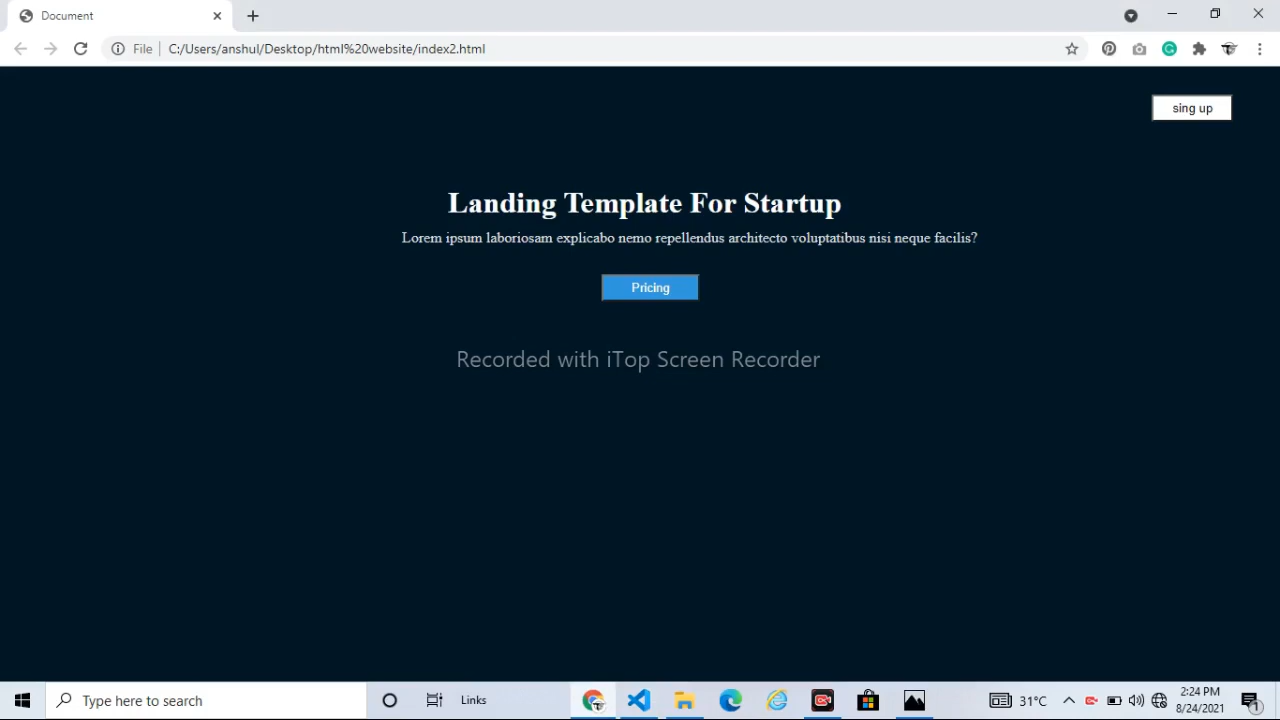 Document
File
C:/Users/anshul/Desktop/html%20website/index2.html
sing up
Landing Template For Startup
Lorem ipsum laboriosam explicabo nemo repellendus architecto voluptatibus nisi neque facilis?
Pricing
Recorded with iTop Screen Recorder
Type here to search
Links
31°C
2:24 PM
8/24/2021
1